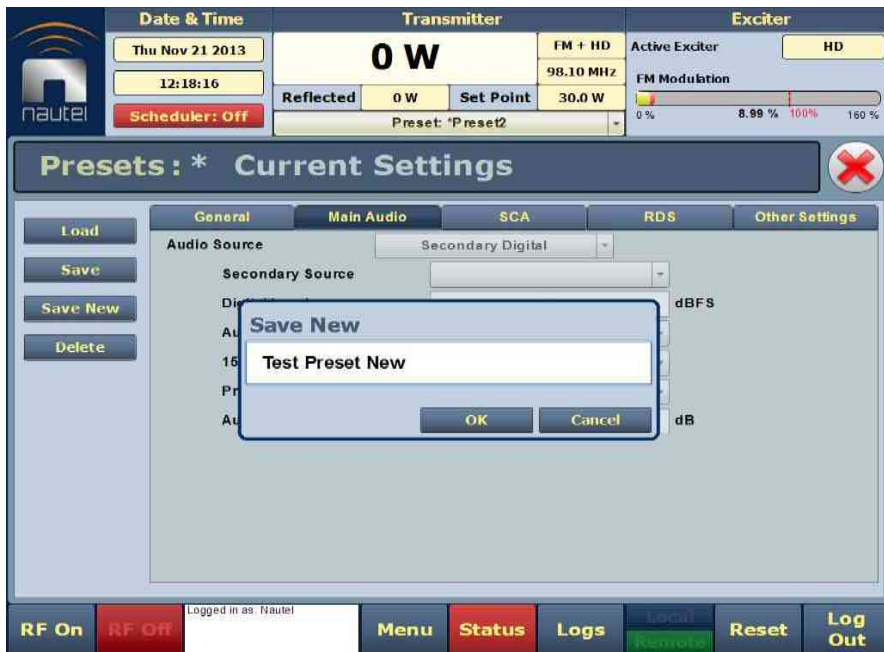 Date & Time
Transmitter
Exciter
nautel
Thu Nov 21 2013
12:18:16
Scheduler: Off
0 W
FM + HD
98.10 MHz
Reflected
0 W
Set Point
30.0 W
Preset: *Preset2
Active Exciter
HD
FM Modulation
0 %
8.99 %
100%
160 %
Presets : * Current Settings
Load
Save
Save New
Delete
General
Main Audio
SCA
RDS
Other Settings
Audio Source
Secondary Digital
Secondary Source
dBFS
Save New
Test Preset New
OK
Cancel
15
Pr
Au
dB
RF On
RF Off
Logged in as: Nautel
Menu
Status
Logs
Local
Remote
Reset
Log Out